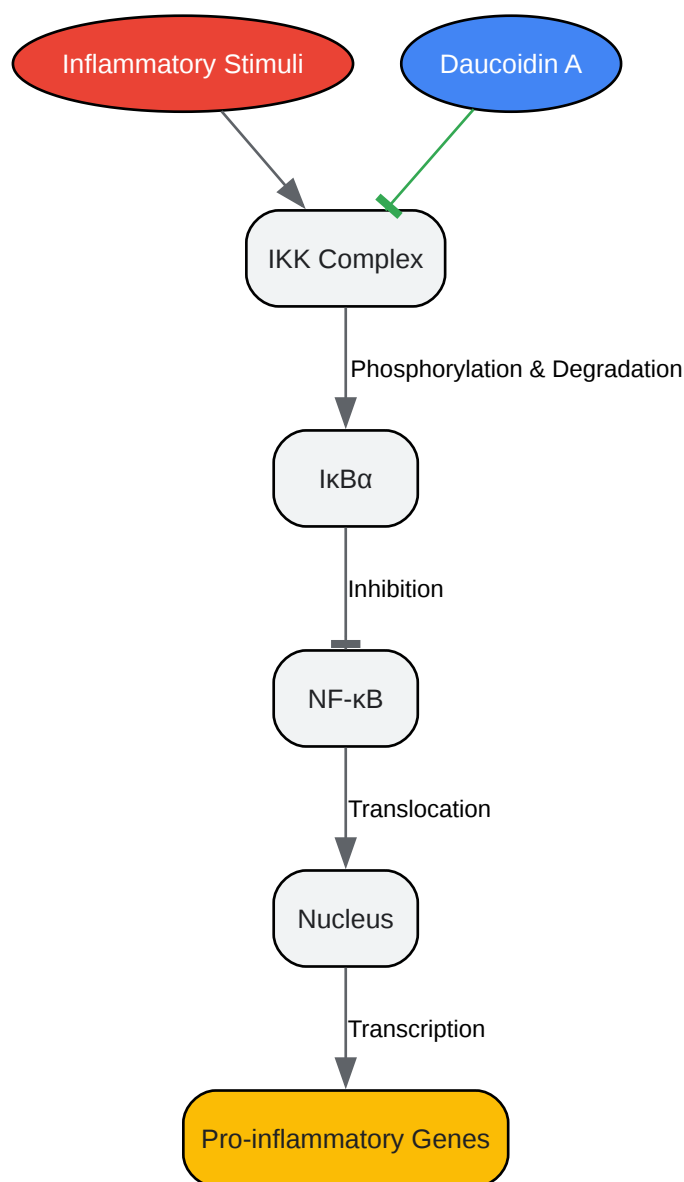 Inflammatory Stimuli
Daucoidin A
IKK Complex
Phosphorylation & Degradation
IκBα
Inhibition
NF-κB
Translocation
Nucleus
Transcription
Pro-inflammatory Genes